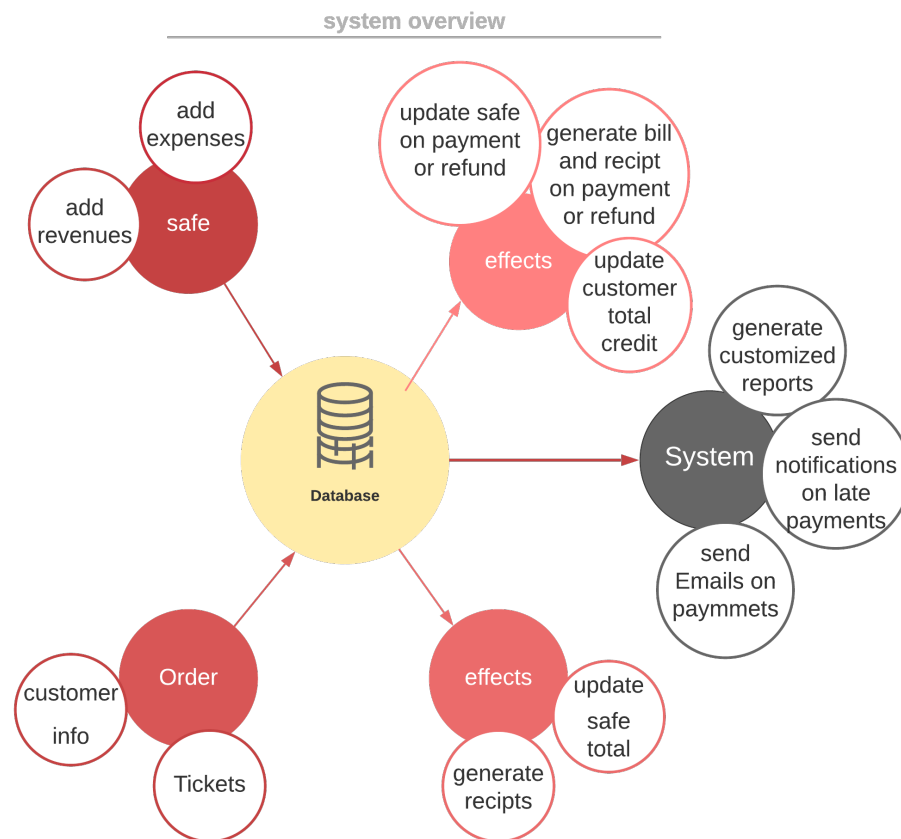 system overview
add
expenses
add
revenues
safe
update safe
on payment
or refund
generate bill
and recipt
on payment
or refund
effects
update
customer
total
credit
generate
customized
reports
System
send
notifications
on late
payments
send
Emails on
paymmets
Database
Order
customer
info
Tickets
effects
update
safe
total
generate
recipts